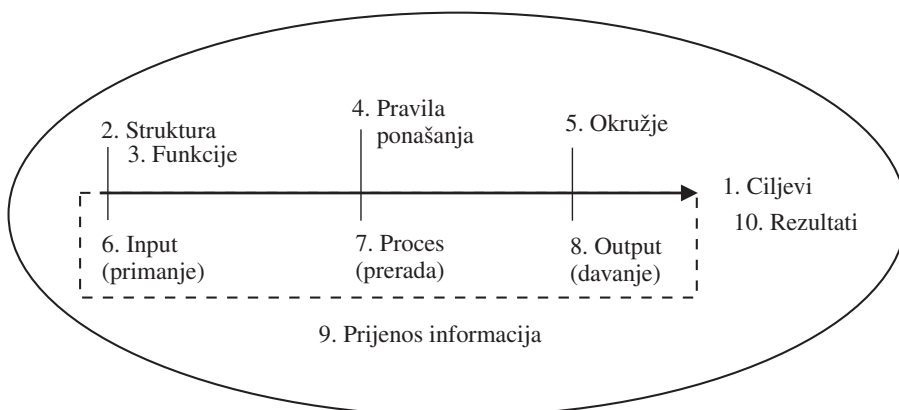 2. Struktura
3. Funkcije
4. Pravila
ponašanja
5. Okružje
1. Ciljevi
10. Rezultati
6. Input
(primanje)
7. Proces
(prerada)
8. Output
(davanje)
9. Prijenos informacija